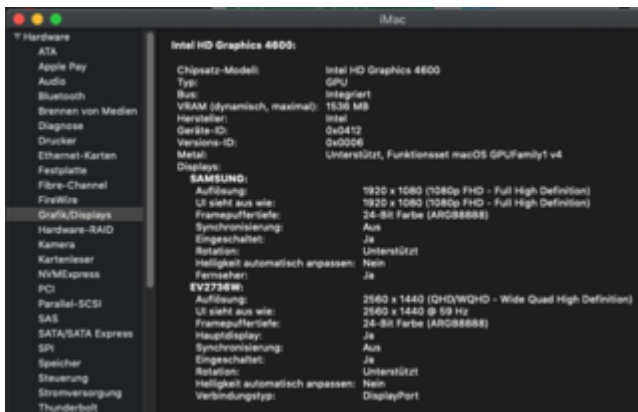 iMac
Hardware
ATA
Apple Pay
Audio
Bluetooth
Brennen von Medien
Diagnose
Drucker
Ethernet-Karten
Festplatte
Fibre-Channel
FireWire
Grafik/Displays
Hardware-RAID
Kamera
Kartenleser
NVMExpress
PCI
Parallel-SCSI
SAS
SATA/SATA Express
SPI
Speicher
Steuerung
Stromversorgung
Thunderbolt
Intel HD Graphics 4600:
Chipsatz-Modell: Intel HD Graphics 4600
Typ: GPU
Bus: Integriert
VRAM (dynamisch, maximal): 1536 MB
Hersteller: Intel
Geräte-ID: 0x0412
Versions-ID: 0x0006
Metal: Unterstützt, Funktionsset macOS GPUFamily1 v4
Displays:
SAMSUNG:
Auflösung: 1920 x 1080 (1080p FHD - Full High Definition)
UI sieht aus wie: 1920 x 1080 (1080p FHD - Full High Definition)
Framepuffertiefe: 24-Bit Farbe (ARGB8888)
Synchronisierung: Aus
Eingeschaltet: Ja
Rotation: Unterstützt
Helligkeit automatisch anpassen: Nein
Fernseher: Ja
EV2736W:
Auflösung: 2560 x 1440 (QHD/WQHD - Wide Quad High Definition)
UI sieht aus wie: 2560 x 1440 @ 59 Hz
Framepuffertiefe: 24-Bit Farbe (ARGB8888)
Hauptdisplay: Ja
Synchronisierung: Aus
Eingeschaltet: Ja
Rotation: Unterstützt
Helligkeit automatisch anpassen: Nein
Verbindungstyp: DisplayPort